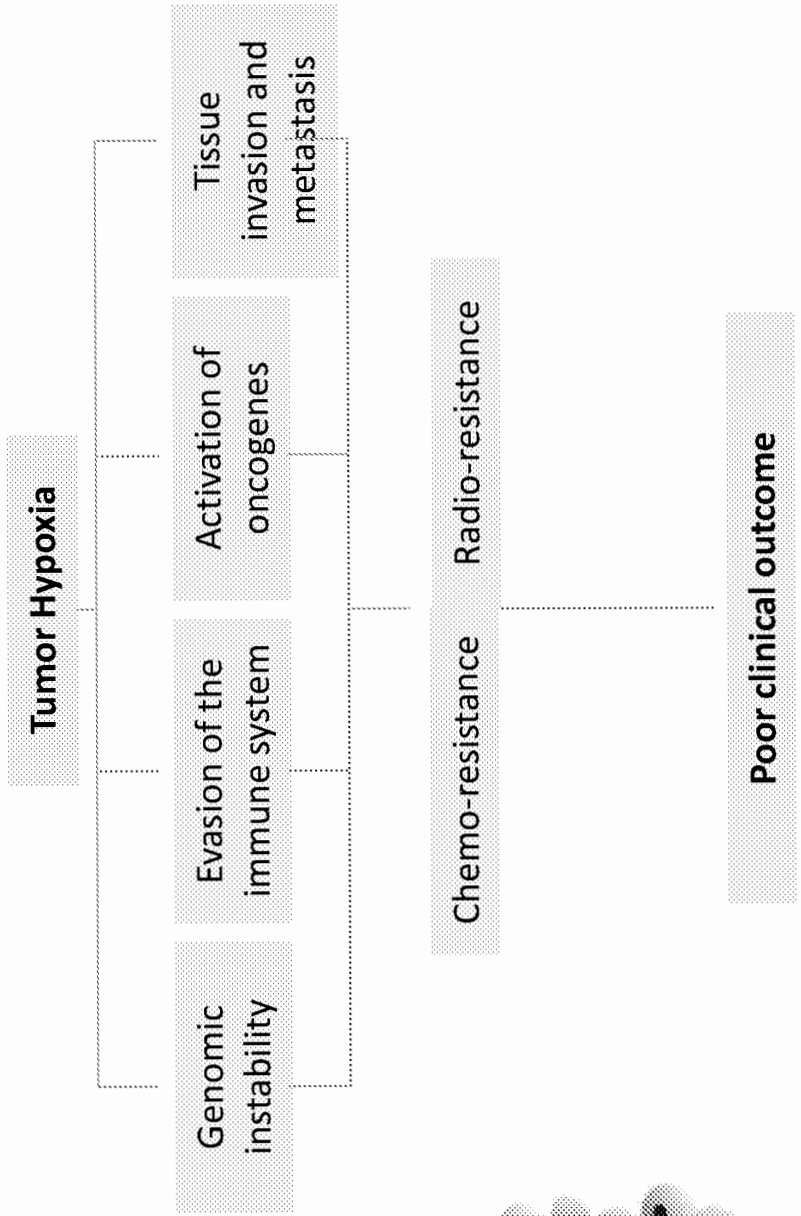 Tumor Hypoxia
Genomic
instability
Evasion of the
immune system
Activation of
oncogenes
Tissue
invasion and
metastasis
Chemo-resistance
Radio-resistance
Poor clinical outcome